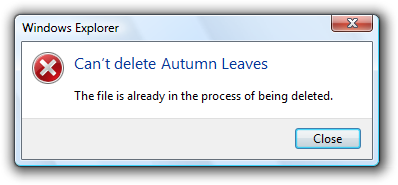 Windows Explorer
Can't delete Autumn Leaves
The file is already in the process of being deleted.
Close